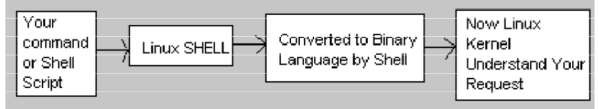 Your
command
or Shell
Script
Linux SHELL
Converted to Binary
Language by Shell
Now Linux
Kernel
Understand Your
Request